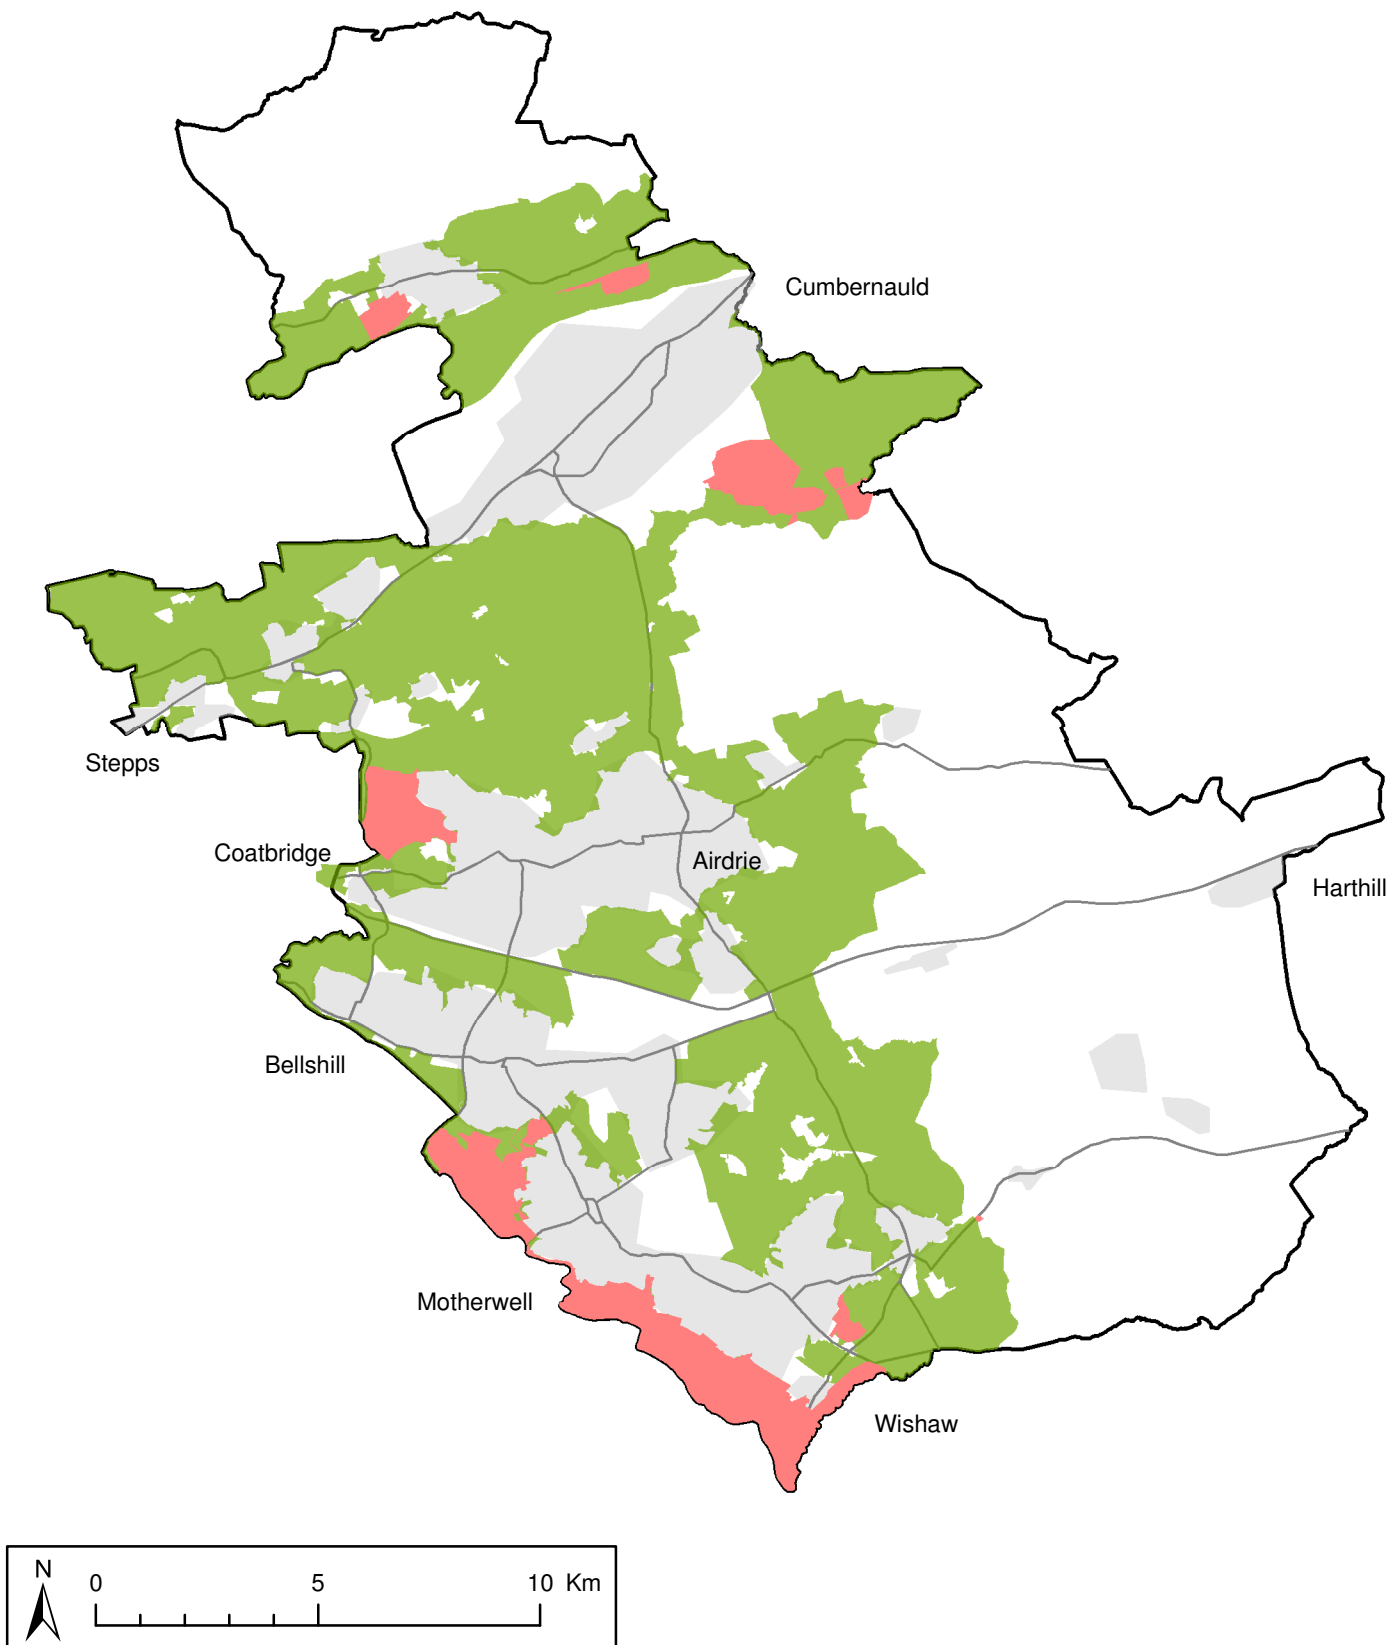 Cumbernauld
Stepps
Coatbridge
Airdrie
Harthill
Bellshill
Motherwell
Wishaw
N
0 5 10 Km